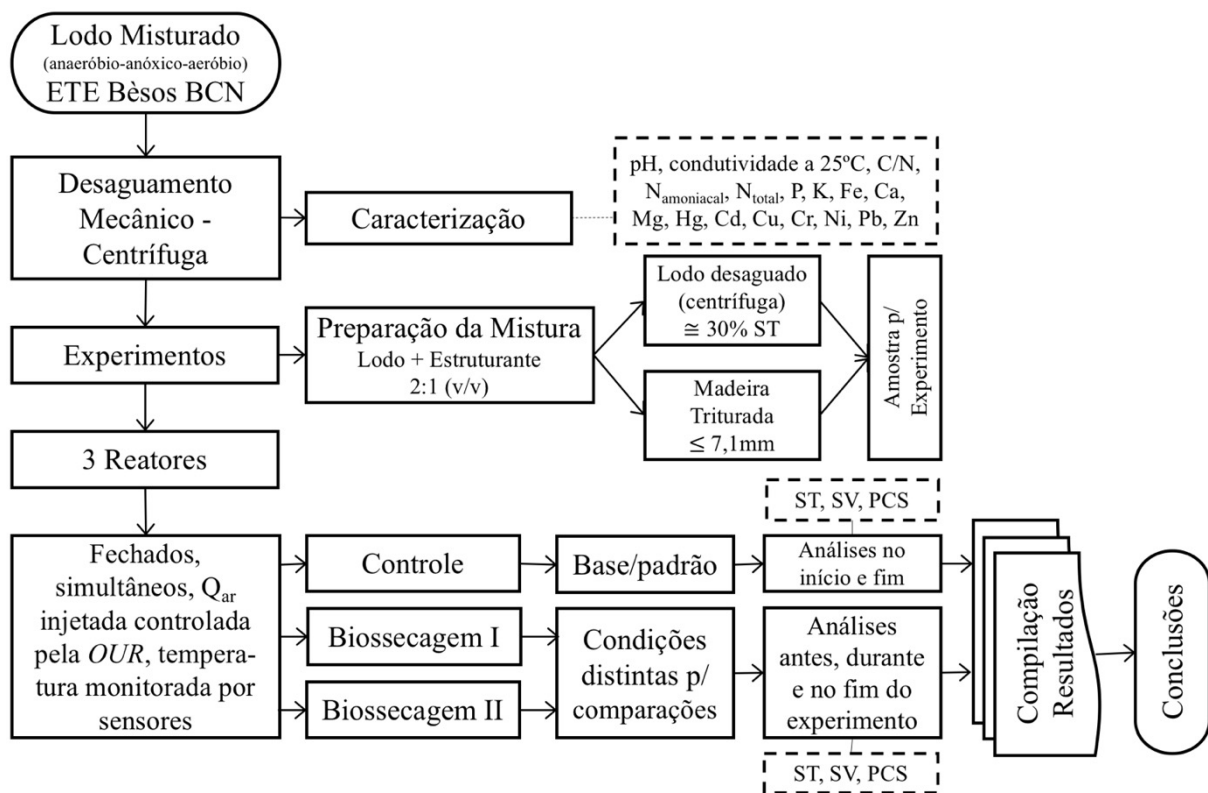 Lodo Misturado
(anaeróbio-anóxico-aeróbio)
ETE Bèsos BCN
Desaguamento
Mecânico -
Centrífuga
Caracterização
pH, condutividade a 25ºC, C/N,
N_amoniacal, N_total, P, K, Fe, Ca,
Mg, Hg, Cd, Cu, Cr, Ni, Pb, Zn
Experimentos
Preparação da Mistura
Lodo + Estruturante
2:1 (v/v)
Lodo desaguado
(centrífuga)
≅ 30% ST
Madeira
Triturada
≤ 7,1mm
Amostra p/
Experimento
3 Reatores
Fechados,
simultâneos, Q_ar
injetada controlada
pela OUR, tempera-
tura monitorada por
sensores
Controle
Base/padrão
ST, SV, PCS
Análises no
início e fim
Biossecagem I
Biossecagem II
Condições
distintas p/
comparações
Análises
antes, durante
e no fim do
experimento
ST, SV, PCS
Compilação
Resultados
Conclusões